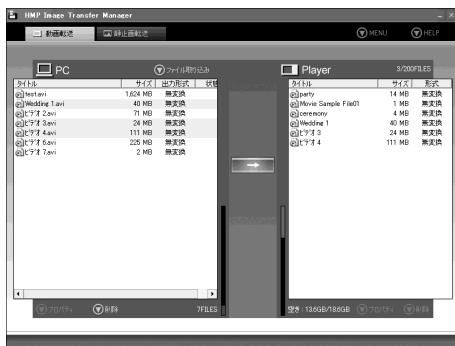 HMP Image Transfer Manager
動画転送 静止画転送 MENU HELP
PC ファイル取り込み
Player 3/200FILES
タイトル サイズ 出力形式 状態
test.avi 1,624 MB 無変換
Wedding 1.avi 40 MB 無変換
ビデオ 2.avi 71 MB 無変換
ビデオ 3.avi 24 MB 無変換
ビデオ 4.avi 111 MB 無変換
ビデオ 6.avi 225 MB 無変換
ビデオ 7.avi 2 MB 無変換
タイトル サイズ 形式
party 14 MB 無変換
Movie Sample File01 1 MB 無変換
ceremony 4 MB 無変換
Wedding 1 40 MB 無変換
ビデオ 3 24 MB 無変換
ビデオ 4 111 MB 無変換
プロパティ 削除 7FILES
空き : 13.6GB/18.6GB プロパティ 削除